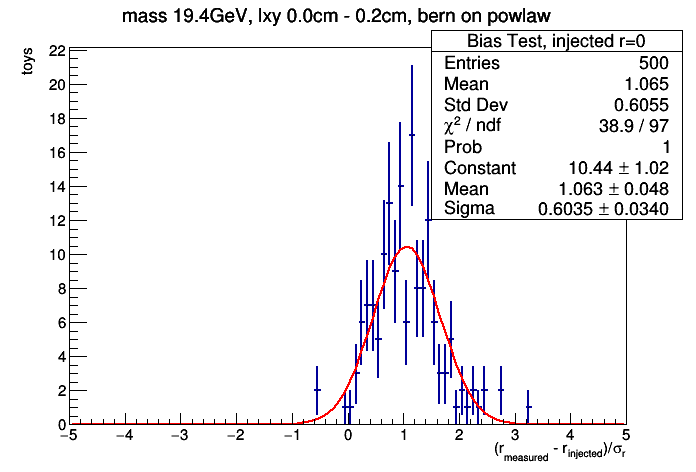 mass 19.4GeV, lxy 0.0cm - 0.2cm, bern on powlaw
Bias Test, injected r=0
Entries 500
Mean 1.065
Std Dev 0.6055
χ² / ndf 38.9 / 97
Prob 1
Constant 10.44 ± 1.02
Mean 1.063 ± 0.048
Sigma 0.6035 ± 0.0340
toys
22
20
18
16
14
12
10
8
6
4
2
0
−5 −4 −3 −2 −1 0 1 2 3 4 5
(r_measured - r_injected)/σ_r